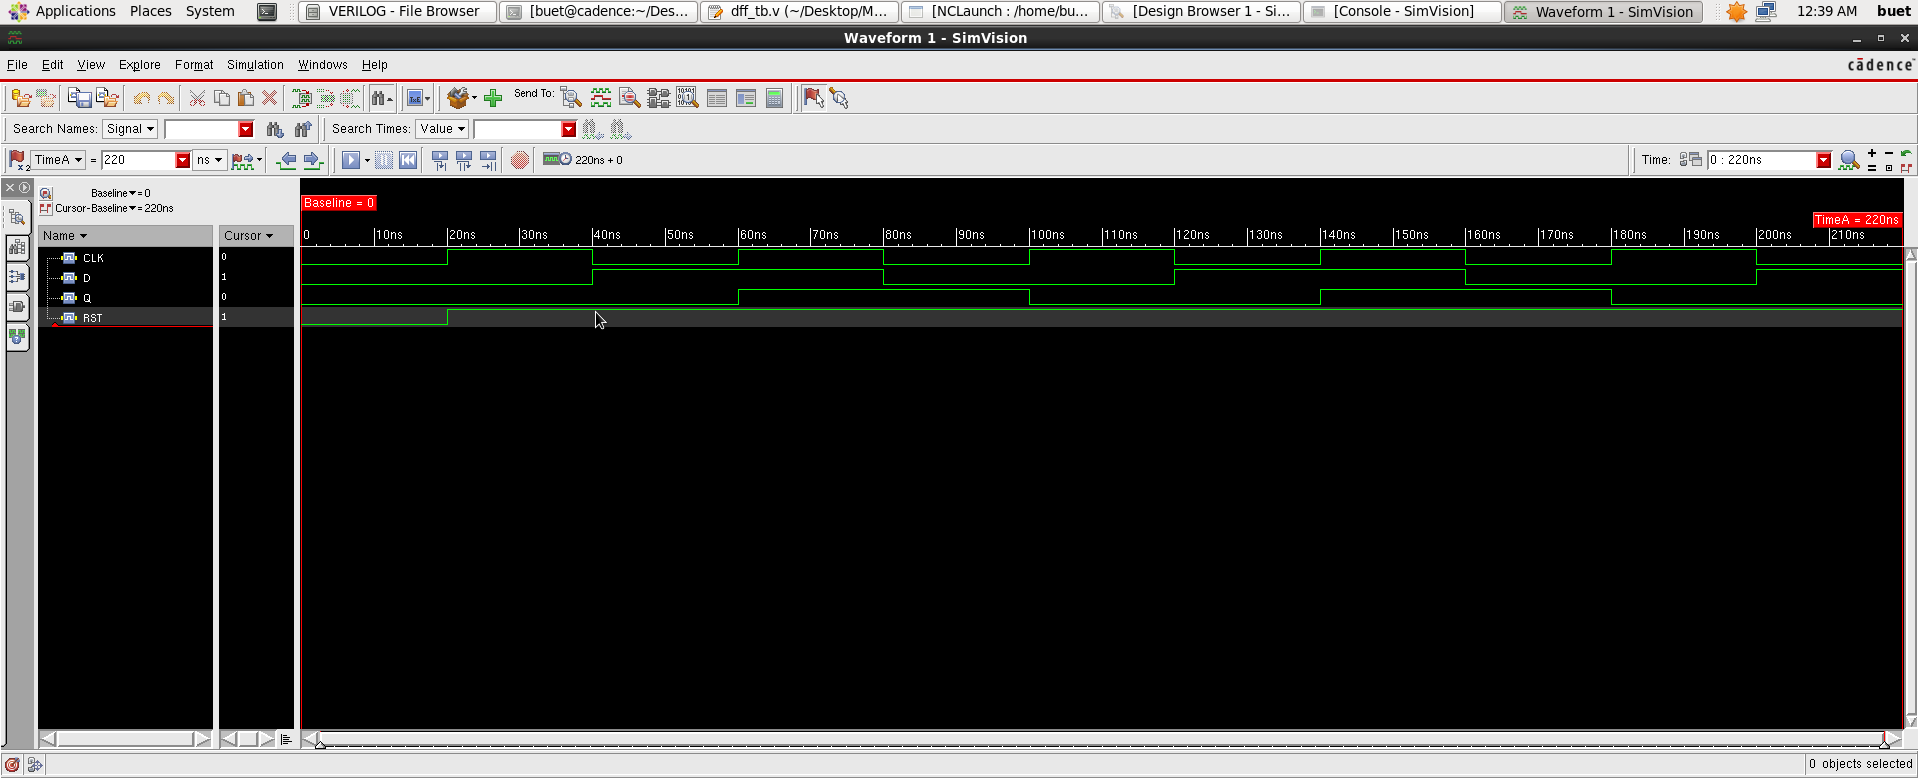 Applications Places System VERILOG - File Browser [buet@cadence:~/Des... dff_tb.v (~/Desktop/M... [NCLaunch : /home/bu... [Design Browser 1 - Si... [Console - SimVision] Waveform 1 - SimVision 12:39 AM buet
Waveform 1 - SimVision
File Edit View Explore Format Simulation Windows Help cādence
Send To:
Search Names: Signal Search Times: Value
TimeA = 220 ns 220ns + 0 Time: 0 : 220ns
Baseline = 0
Cursor-Baseline = 220ns
Baseline = 0
TimeA = 220ns
Name Cursor 0 10ns 20ns 30ns 40ns 50ns 60ns 70ns 80ns 90ns 100ns 110ns 120ns 130ns 140ns 150ns 160ns 170ns 180ns 190ns 200ns 210ns
CLK 0
D 1
Q 0
RST 1
0 objects selected